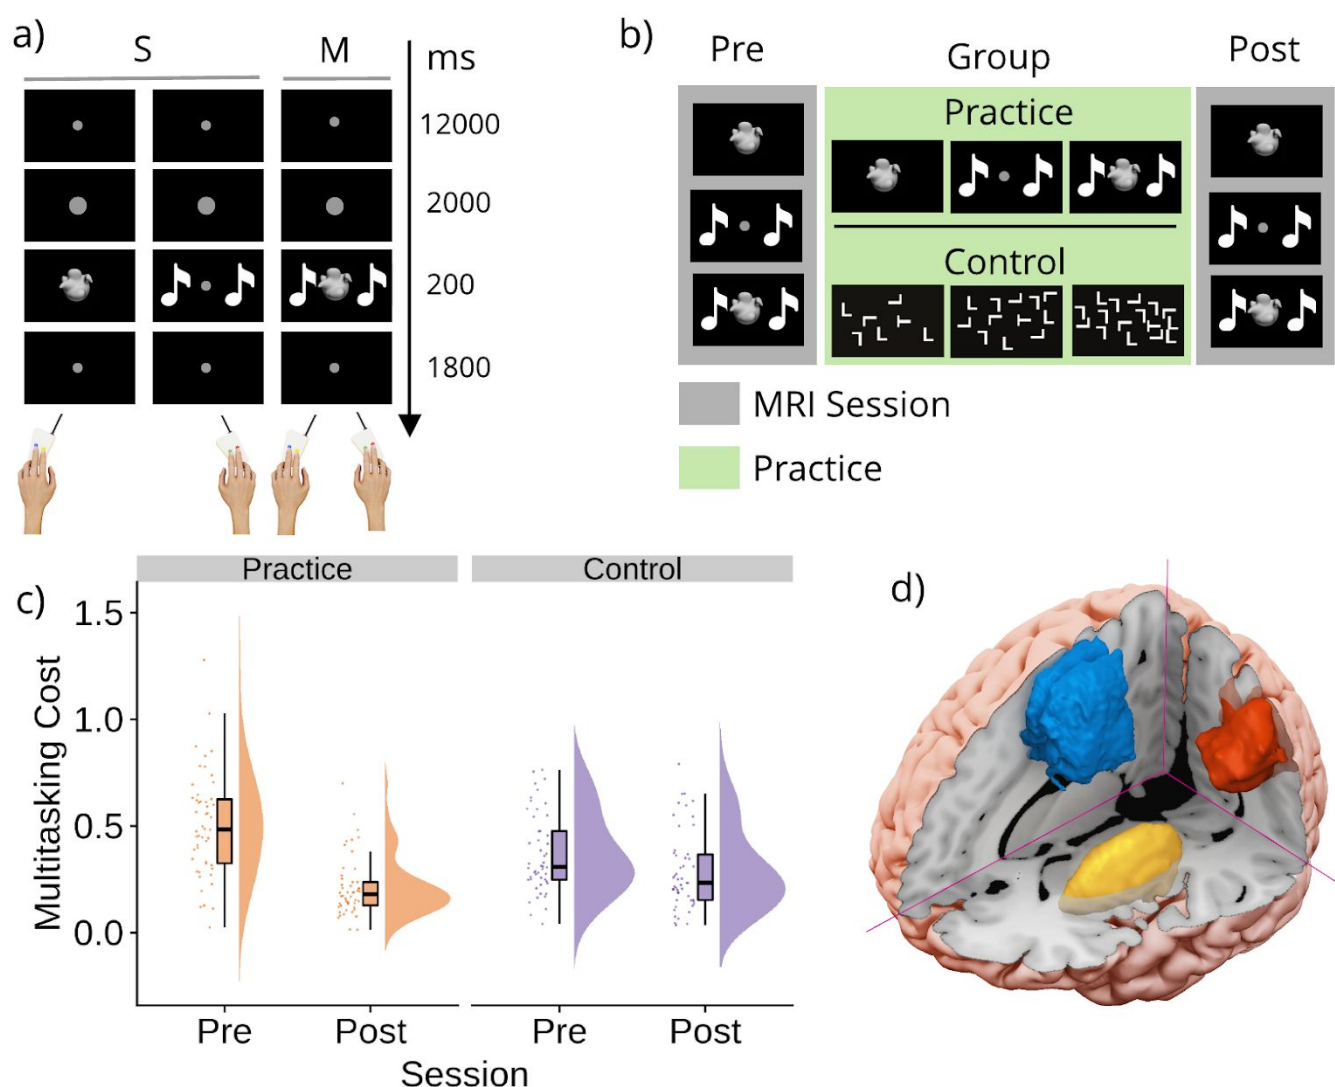 a)
S
M
ms
12000
2000
200
1800
b)
Pre
Group
Post
Practice
Control
MRI Session
Practice
c)
Practice
Control
Multitasking Cost
1.5
1.0
0.5
0.0
Pre
Post
Pre
Post
Session
d)